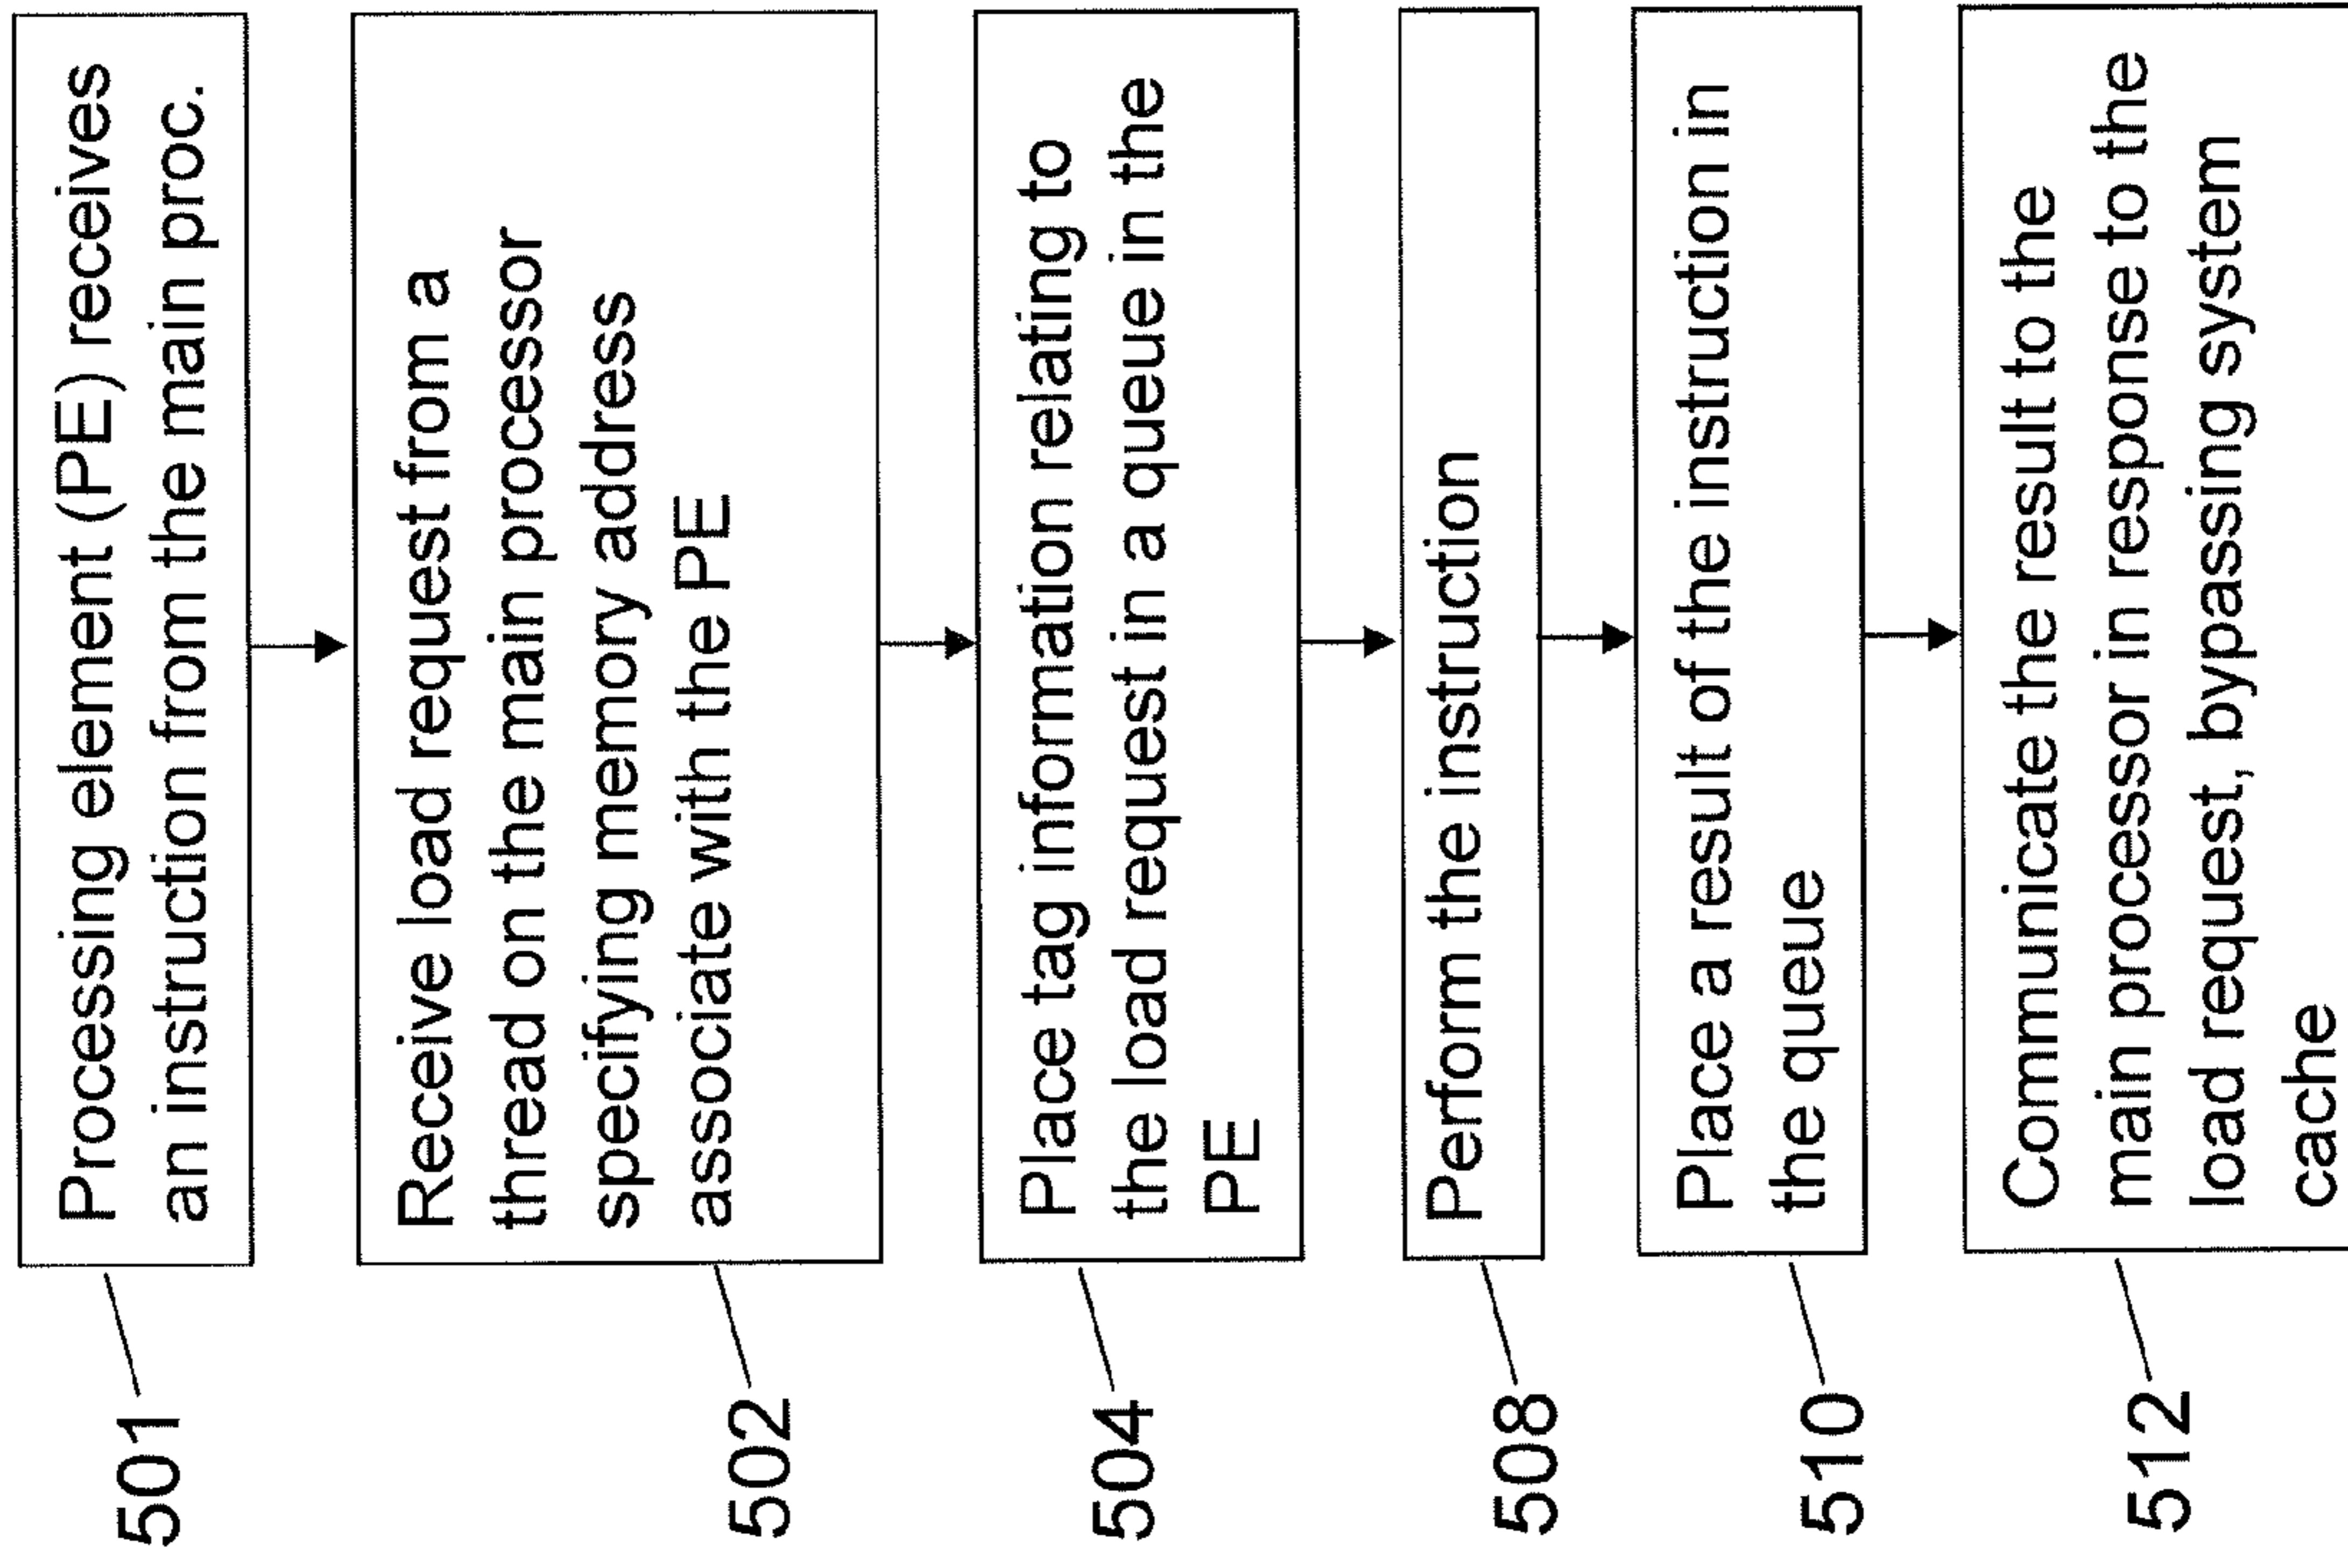 501
Processing element (PE) receives
an instruction from the main proc.
502
Receive load request from a
thread on the main processor
specifying memory address
associate with the PE
504
Place tag information relating to
the load request in a queue in the
PE
508
Perform the instruction
510
Place a result of the instruction in
the queue
512
Communicate the result to the
main processor in response to the
load request, bypassing system
cache